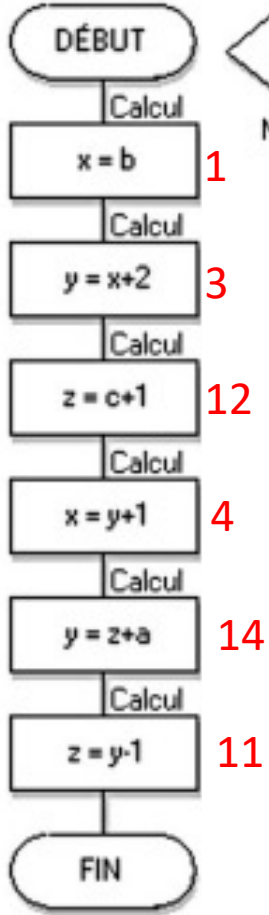 DÉBUT
Calcul
x = b 1
Calcul
y = x+2 3
Calcul
z = c+1 12
Calcul
x = y+1 4
Calcul
y = z+a 14
Calcul
z = y-1 11
FIN